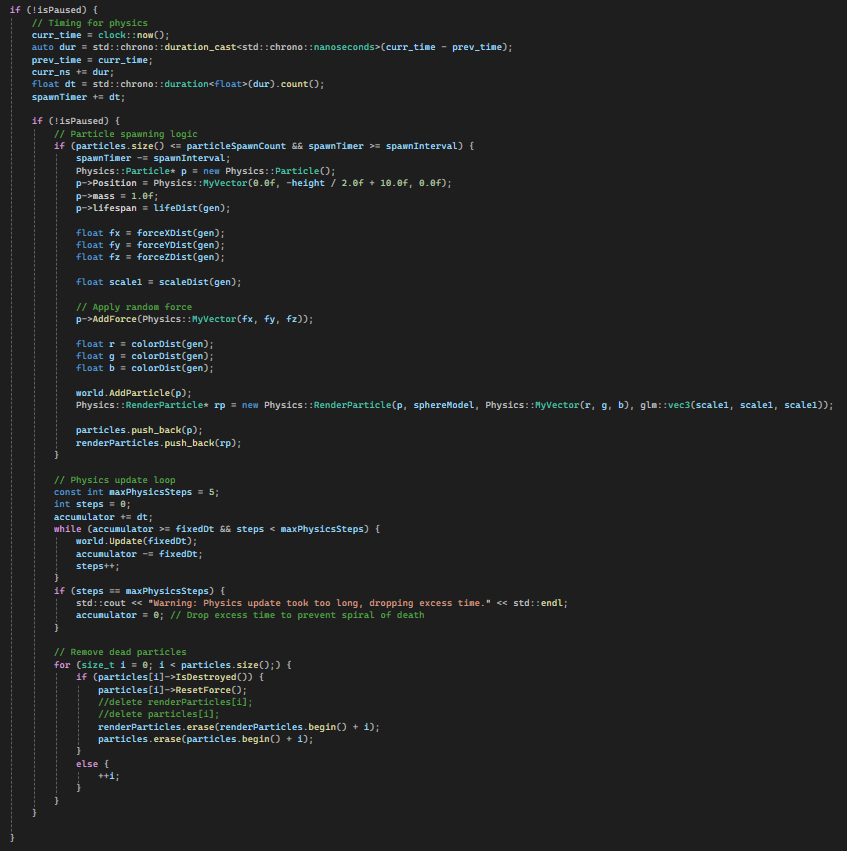 if (!isPaused) {
// Timing for physics
curr_time = clock::now();
auto dur = std::chrono::duration_cast<std::chrono::nanoseconds>(curr_time - prev_time);
prev_time = curr_time;
curr_ns += dur;
float dt = std::chrono::duration<float>(dur).count();
spawnTimer += dt;
if (!isPaused) {
// Particle spawning logic
if (particles.size() <= particleSpawnCount && spawnTimer >= spawnInterval) {
spawnTimer -= spawnInterval;
Physics::Particle* p = new Physics::Particle();
p->Position = Physics::MyVector(0.0f, -height / 2.0f + 10.0f, 0.0f);
p->mass = 1.0f;
p->lifespan = lifeDist(gen);
float fx = forceXDist(gen);
float fy = forceYDist(gen);
float fz = forceZDist(gen);
float scale1 = scaleDist(gen);
// Apply random force
p->AddForce(Physics::MyVector(fx, fy, fz));
float r = colorDist(gen);
float g = colorDist(gen);
float b = colorDist(gen);
world.AddParticle(p);
Physics::RenderParticle* rp = new Physics::RenderParticle(p, sphereModel, Physics::MyVector(r, g, b), glm::vec3(scale1, scale1, scale1));
particles.push_back(p);
renderParticles.push_back(rp);
}
// Physics update loop
const int maxPhysicsSteps = 5;
int steps = 0;
accumulator += dt;
while (accumulator >= fixedDt && steps < maxPhysicsSteps) {
world.Update(fixedDt);
accumulator -= fixedDt;
steps++;
}
if (steps == maxPhysicsSteps) {
std::cout << "Warning: Physics update took too long, dropping excess time." << std::endl;
accumulator = 0; // Drop excess time to prevent spiral of death
}
// Remove dead particles
for (size_t i = 0; i < particles.size();) {
if (particles[i]->IsDestroyed()) {
particles[i]->ResetForce();
//delete renderParticles[i];
//delete particles[i];
renderParticles.erase(renderParticles.begin() + i);
particles.erase(particles.begin() + i);
}
else {
++i;
}
}
}
}